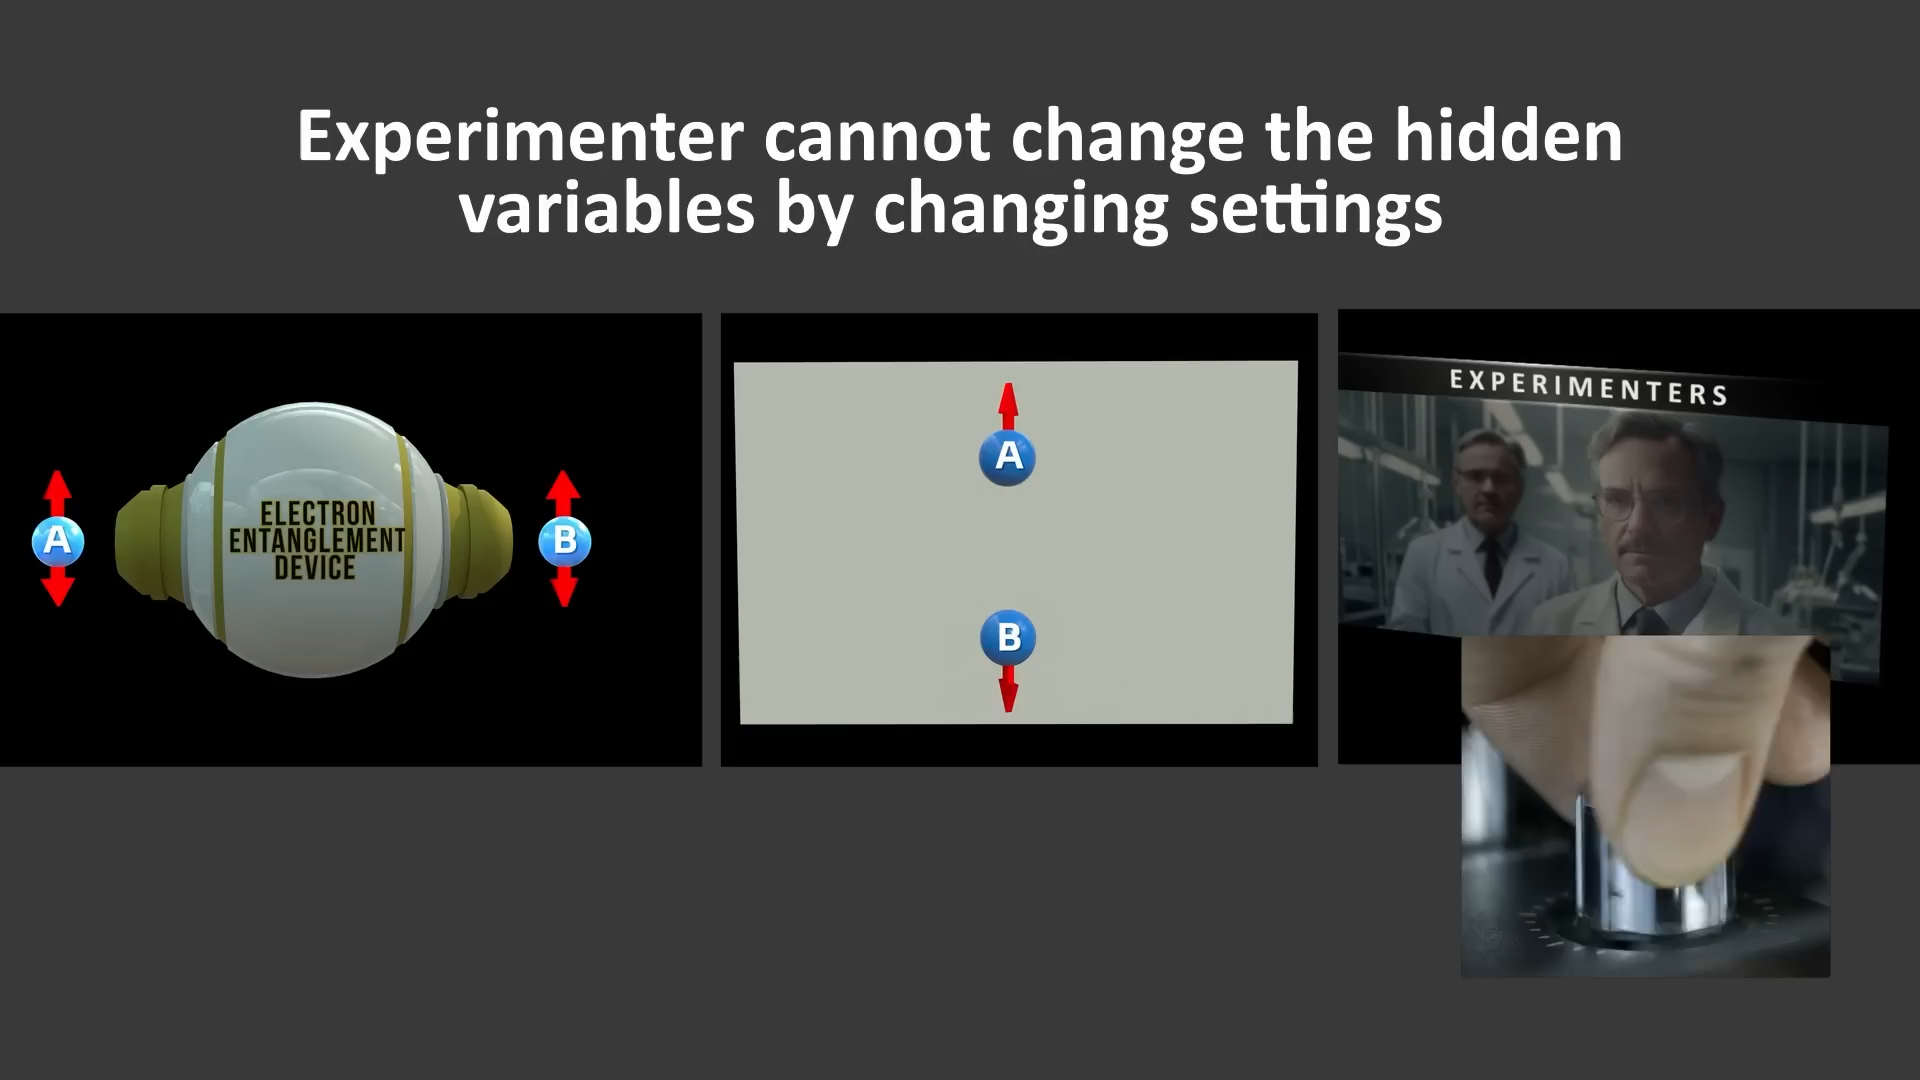 Experimenter cannot change the hidden
variables by changing settings
A
ELECTRON
ENTANGLEMENT
DEVICE
B
A
B
EXPERIMENTERS